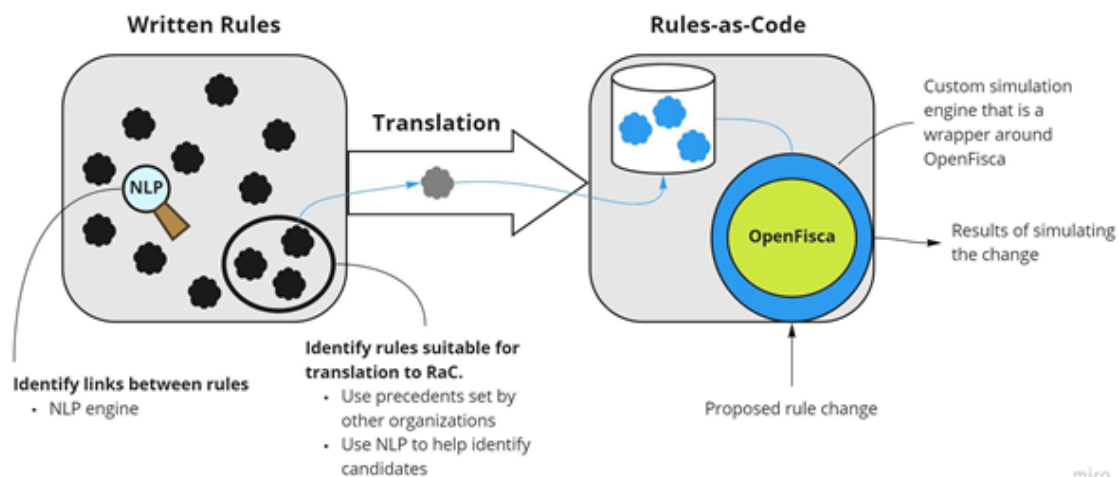 Written Rules
Rules-as-Code
Translation
NLP
OpenFisca
Custom simulation
engine that is a
wrapper around
OpenFisca
Results of simulating
the change
Identify links between rules
• NLP engine
Identify rules suitable for
translation to RaC.
• Use precedents set by
other organizations
• Use NLP to help identify
candidates
Proposed rule change
miro